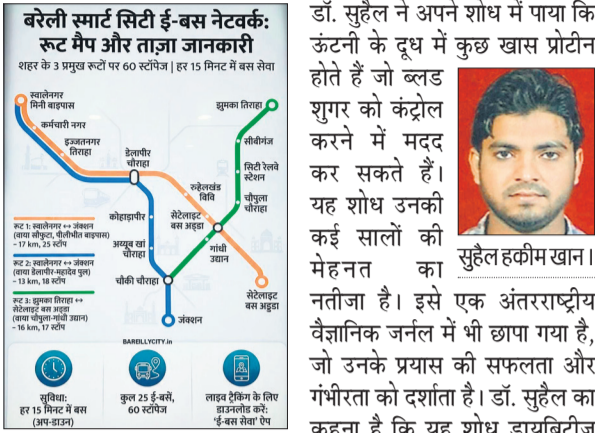 बरेली स्मार्ट सिटी ई-बस नेटवर्क:
रूट मैप और ताज़ा जानकारी
शहर के 3 प्रमुख रूटों पर 60 स्टॉपेज | हर 15 मिनट में बस सेवा
स्वालेनगर
मिनी बाइपास
कर्मचारी नगर
इज्जतनगर
तिराहा
डेलापीर
चौराहा
झुमका तिराहा
सीबीगंज
सिटी रेलवे
स्टेशन
चौपुला
चौराहा
रुहेलखंड
विवि
सेटेलाइट
बस अड्डा
कोहाड़ापीर
अय्यूब खां
चौराहा
गांधी
उद्यान
चौकी चौराहा
सेटेलाइट
बस अड्डा
जंक्शन
रूट 1: स्वालेनगर ↔ जंक्शन
(वाया सौफुटा, पीलीभीत बाइपास)
– 17 km, 25 स्टॉप
रूट 2: स्वालेनगर ↔ जंक्शन
(वाया डेलापीर-महादेव पुल)
– 13 km, 18 स्टॉप
रूट 3: झुमका तिराहा ↔
सेटेलाइट बस अड्डा
(वाया चौपुला-गांधी उद्यान)
– 16 km, 17 स्टॉप
BAREILLYCITY.in
सुविधा:
हर 15 मिनट में बस
(अप-डाउन)
कुल 25 ई-बसें,
60 स्टॉपेज
लाइव ट्रैकिंग के लिए
डाउनलोड करें:
'ई-बस सेवा' ऐप
डॉ. सुहैल ने अपने शोध में पाया कि
ऊंटनी के दूध में कुछ खास प्रोटीन
होते हैं जो ब्लड
शुगर को कंट्रोल
करने में मदद
कर सकते हैं।
यह शोध उनकी
कई सालों की
मेहनत का
सुहैल हकीम खान।
नतीजा है। इसे एक अंतरराष्ट्रीय
वैज्ञानिक जर्नल में भी छापा गया है,
जो उनके प्रयास की सफलता और
गंभीरता को दर्शाता है। डॉ. सुहैल का
कहना है कि यह शोध डायबिटीज